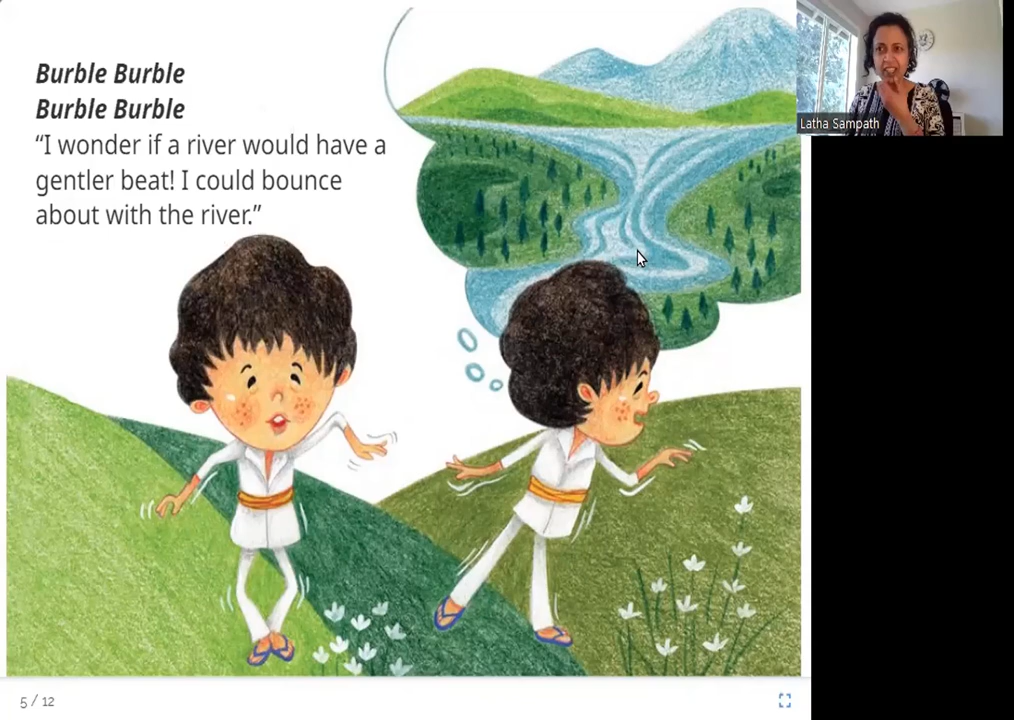 Burble Burble
Burble Burble
“I wonder if a river would have a
gentler beat! I could bounce
about with the river.”
Latha Sampath
5 / 12